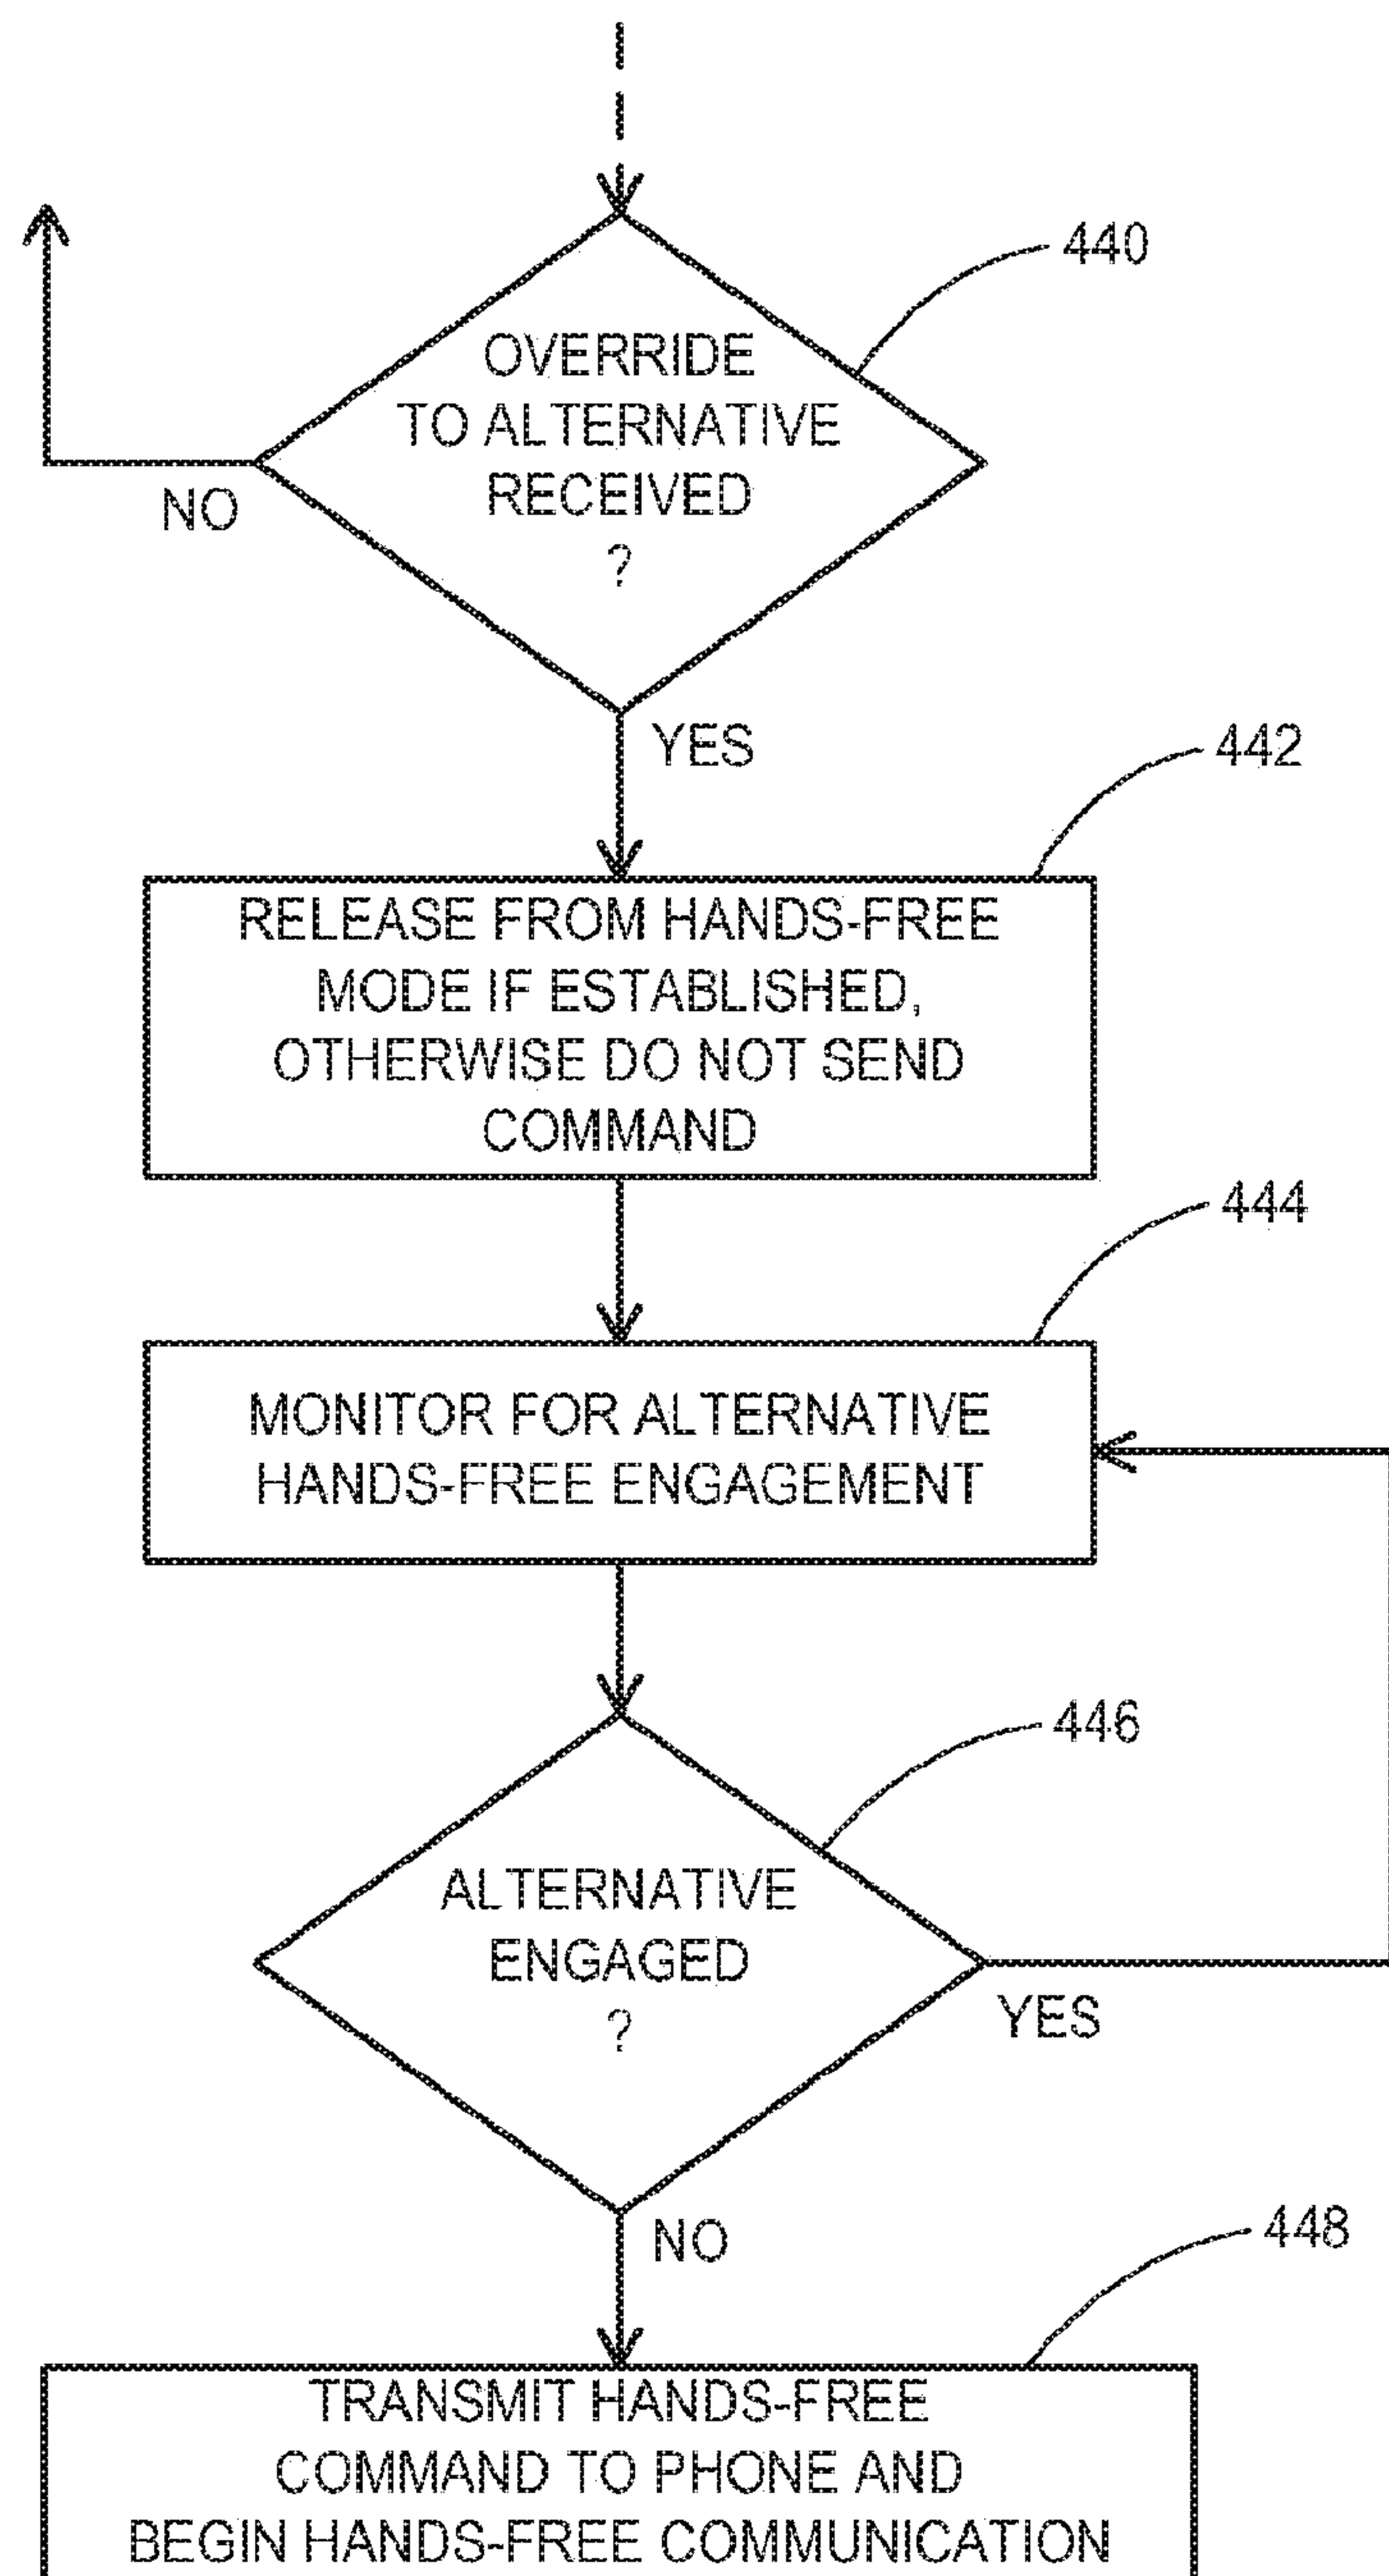 440
OVERRIDE
TO ALTERNATIVE
RECEIVED
?
NO
YES
442
RELEASE FROM HANDS-FREE
MODE IF ESTABLISHED,
OTHERWISE DO NOT SEND
COMMAND
444
MONITOR FOR ALTERNATIVE
HANDS-FREE ENGAGEMENT
446
ALTERNATIVE
ENGAGED
?
YES
NO
448
TRANSMIT HANDS-FREE
COMMAND TO PHONE AND
BEGIN HANDS-FREE COMMUNICATION